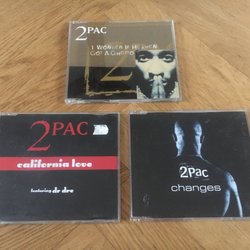 2PAC
I WONDER IF HEAVEN
GOT A GHETTO
2PAC
california love
featuring dr dre
2Pac
changes